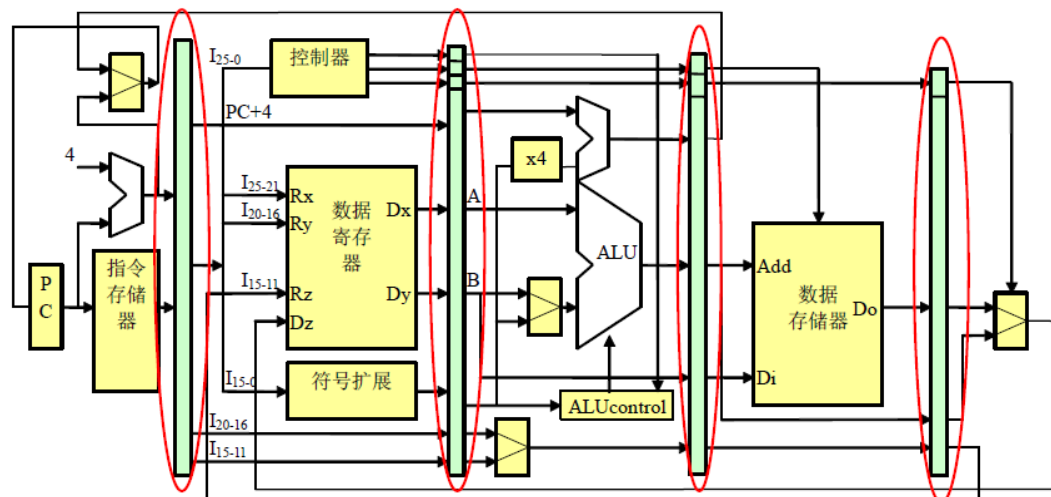 I25-0
控制器
PC+4
4
x4
I25-21
I20-16
Rx
Ry
数据
寄存
器
Dx
Dy
A
B
ALU
P
C
指令
存储
器
I15-11
Rz
Dz
Add
数据
存储器
Do
Di
I15-0
符号扩展
ALUcontrol
I20-16
I15-11